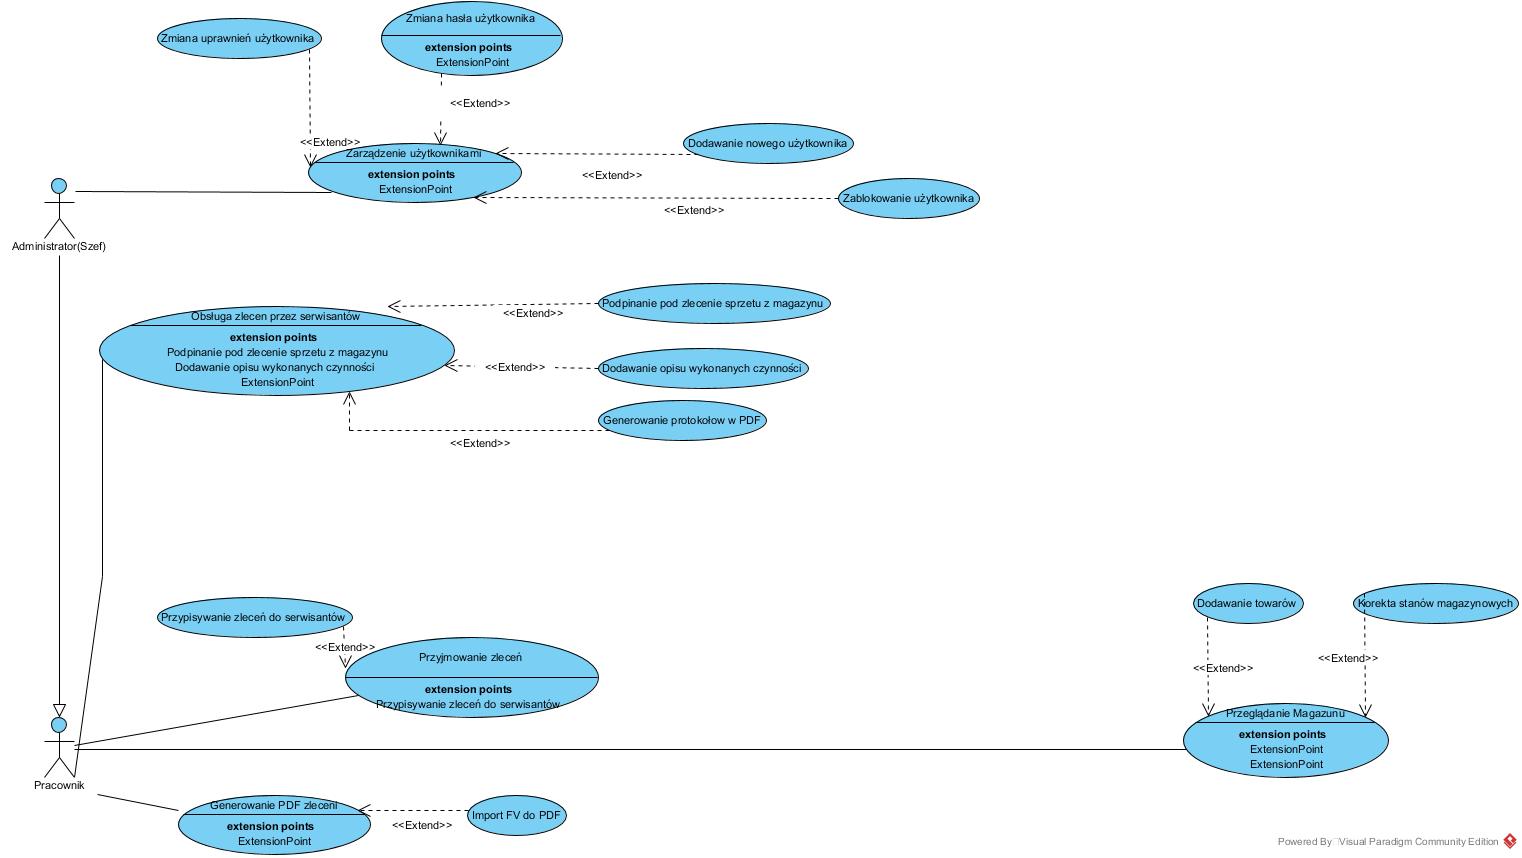 Zmiana uprawnień użytkownika
Zmiana hasła użytkownika
extension points
ExtensionPoint
<<Extend>>
<<Extend>>
Dodawanie nowego użytkownika
Zarządzenie użytkownikami
extension points
ExtensionPoint
<<Extend>>
Zablokowanie użytkownika
<<Extend>>
Administrator(Szef)
Obsługa zlecen przez serwisantów
extension points
Podpinanie pod zlecenie sprzetu z magazynu
Dodawanie opisu wykonanych czynności
ExtensionPoint
Podpinanie pod zlecenie sprzetu z magazynu
<<Extend>>
<<Extend>>
Dodawanie opisu wykonanych czynności
Generowanie protokołow w PDF
<<Extend>>
Przypisywanie zleceń do serwisantów
<<Extend>>
Przyjmowanie zleceń
extension points
Przypisywanie zleceń do serwisantów
Dodawanie towarów
Korekta stanów magazynowych
<<Extend>>
<<Extend>>
Przeglądanie Magazunu
extension points
ExtensionPoint
ExtensionPoint
Pracownik
Generowanie PDF zleceni
extension points
ExtensionPoint
<<Extend>>
Import FV do PDF
Powered By Visual Paradigm Community Edition